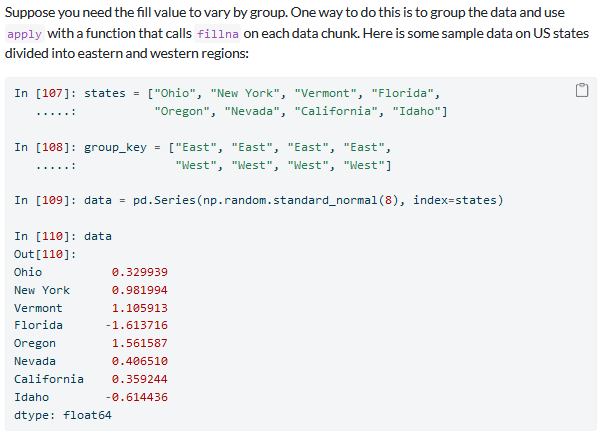 Suppose you need the fill value to vary by group. One way to do this is to group the data and use
apply with a function that calls fillna on each data chunk. Here is some sample data on US states
divided into eastern and western regions:
In [107]: states = ["Ohio", "New York", "Vermont", "Florida",
.....:           "Oregon", "Nevada", "California", "Idaho"]
In [108]: group_key = ["East", "East", "East", "East",
.....:              "West", "West", "West", "West"]
In [109]: data = pd.Series(np.random.standard_normal(8), index=states)
In [110]: data
Out[110]:
Ohio          0.329939
New York      0.981994
Vermont       1.105913
Florida      -1.613716
Oregon        1.561587
Nevada        0.406510
California    0.359244
Idaho        -0.614436
dtype: float64